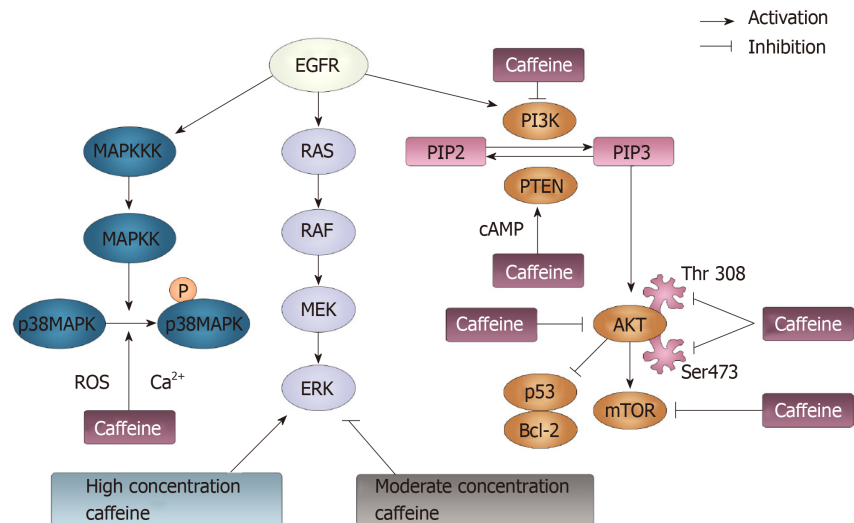 Activation
Inhibition
EGFR
Caffeine
PI3K
MAPKKK
RAS
PIP2
PIP3
PTEN
MAPKK
RAF
cAMP
Caffeine
Thr 308
P
p38MAPK
p38MAPK
MEK
Caffeine
AKT
Caffeine
Ser473
ROS
Ca²⁺
ERK
p53
mTOR
Caffeine
Caffeine
Bcl-2
High concentration
caffeine
Moderate concentration
caffeine